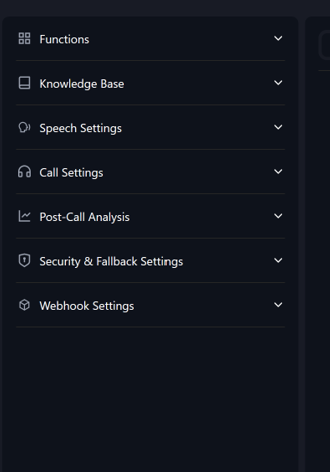 Functions
Knowledge Base
Speech Settings
Call Settings
Post-Call Analysis
Security & Fallback Settings
Webhook Settings